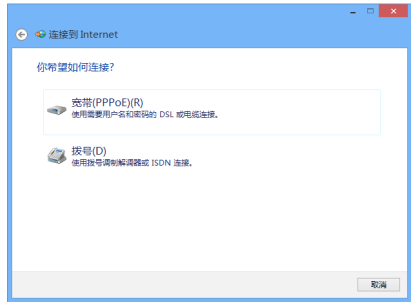 连接到 Internet
你希望如何连接?
宽带(PPPoE)(R)
使用需要用户名和密码的 DSL 或电缆连接。
拨号(D)
使用拨号调制解调器或 ISDN 连接。
取消